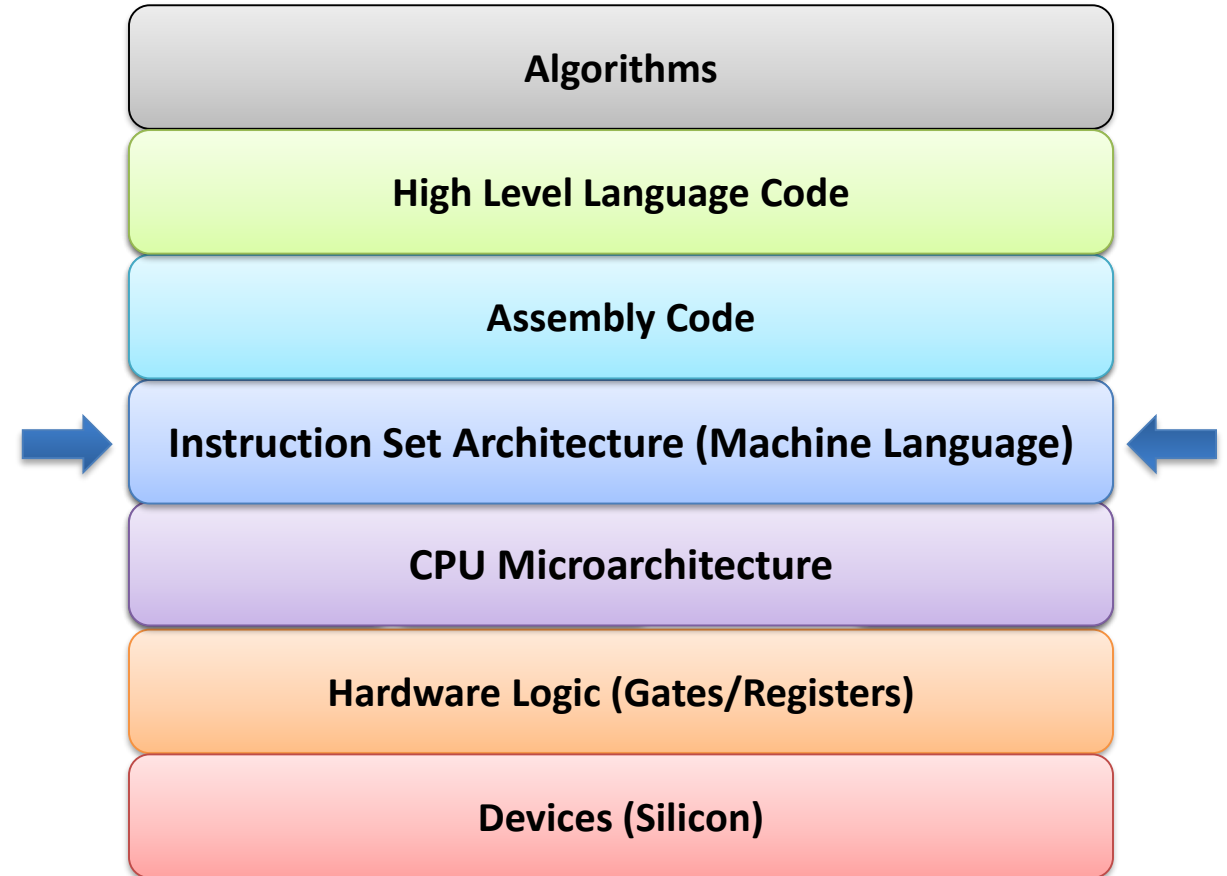 Algorithms
High Level Language Code
Assembly Code
Instruction Set Architecture (Machine Language)
CPU Microarchitecture
Hardware Logic (Gates/Registers)
Devices (Silicon)